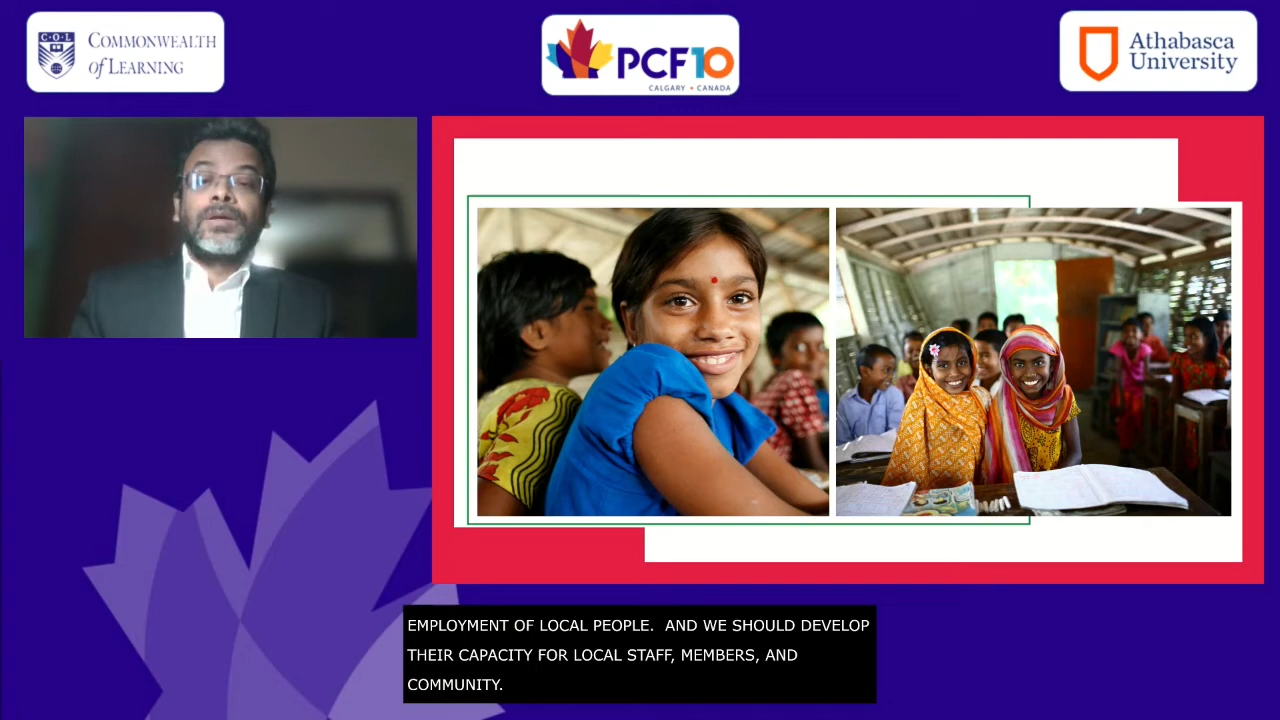 C·O·L
COMMONWEALTH
of LEARNING
PCF10
CALGARY • CANADA
Athabasca
University
EMPLOYMENT OF LOCAL PEOPLE.  AND WE SHOULD DEVELOP
THEIR CAPACITY FOR LOCAL STAFF, MEMBERS, AND
COMMUNITY.